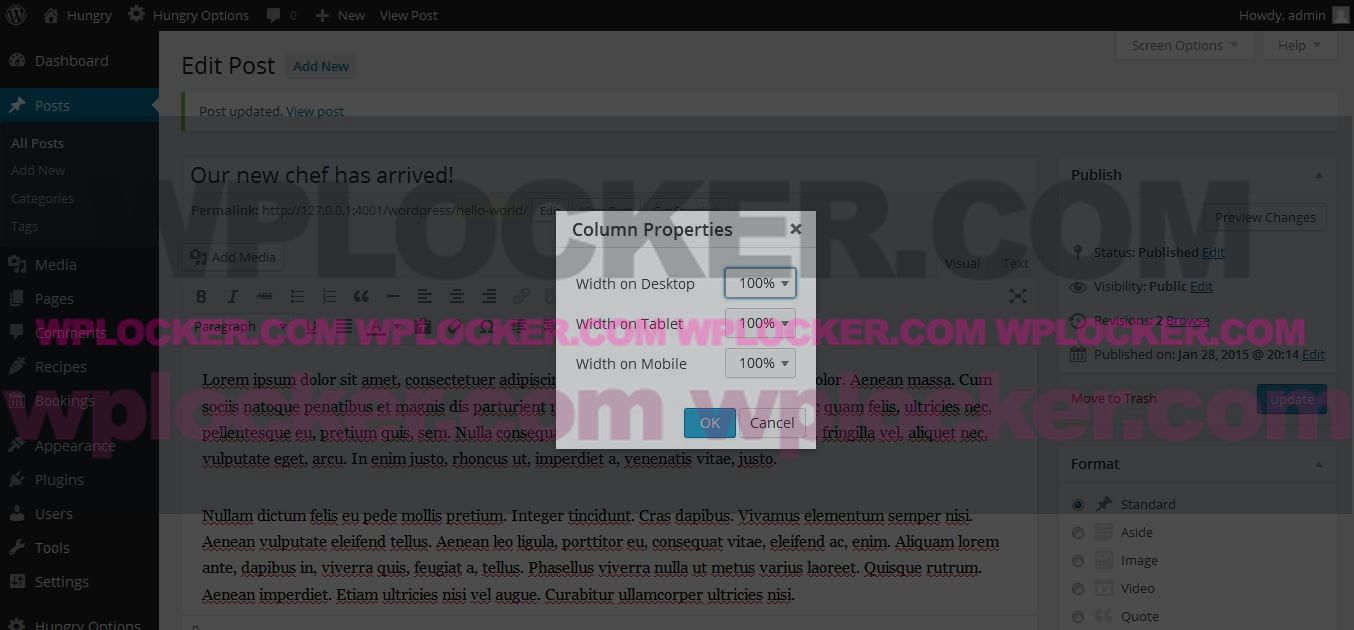 Hungry Hungry Options 0 New View Post Howdy, admin
Screen Options Help
Dashboard
Posts
All Posts
Add New
Categories
Tags
Media
Pages
Comments
Recipes
Bookings
Appearance
Plugins
Users
Tools
Settings
Hungry Options
Edit Post Add New
Post updated. View post
Our new chef has arrived!
Permalink: http://127.0.0.1:4001/wordpress/hello-world/ Edit
Add Media
Visual Text
B I ABC
Paragraph U A Ω
Lorem ipsum dolor sit amet, consectetuer adipiscin olor. Aenean massa. Cum
sociis natoque penatibus et magnis dis parturient quam felis, ultricies nec,
pellentesque eu, pretium quis, sem. Nulla consequa fringilla vel, aliquet nec,
vulputate eget, arcu. In enim justo, rhoncus ut, imperdiet a, venenatis vitae, justo.
Nullam dictum felis eu pede mollis pretium. Integer tincidunt. Cras dapibus. Vivamus elementum semper nisi.
Aenean vulputate eleifend tellus. Aenean leo ligula, porttitor eu, consequat vitae, eleifend ac, enim. Aliquam lorem
ante, dapibus in, viverra quis, feugiat a, tellus. Phasellus viverra nulla ut metus varius laoreet. Quisque rutrum.
Aenean imperdiet. Etiam ultricies nisi vel augue. Curabitur ullamcorper ultricies nisi.
p
Column Properties
Width on Desktop 100%
Width on Tablet 100%
Width on Mobile 100%
OK Cancel
Publish
Preview Changes
Status: Published Edit
Visibility: Public Edit
Revisions: 2 Browse
Published on: Jan 28, 2015 @ 20:14 Edit
Move to Trash Update
Format
Standard
Aside
Image
Video
Quote
WPLOCKER.COM
WPLOCKER.COM WPLOCKER.COM WPLOCKER.COM WPLOCKER.COM
wplocker.com wplocker.com